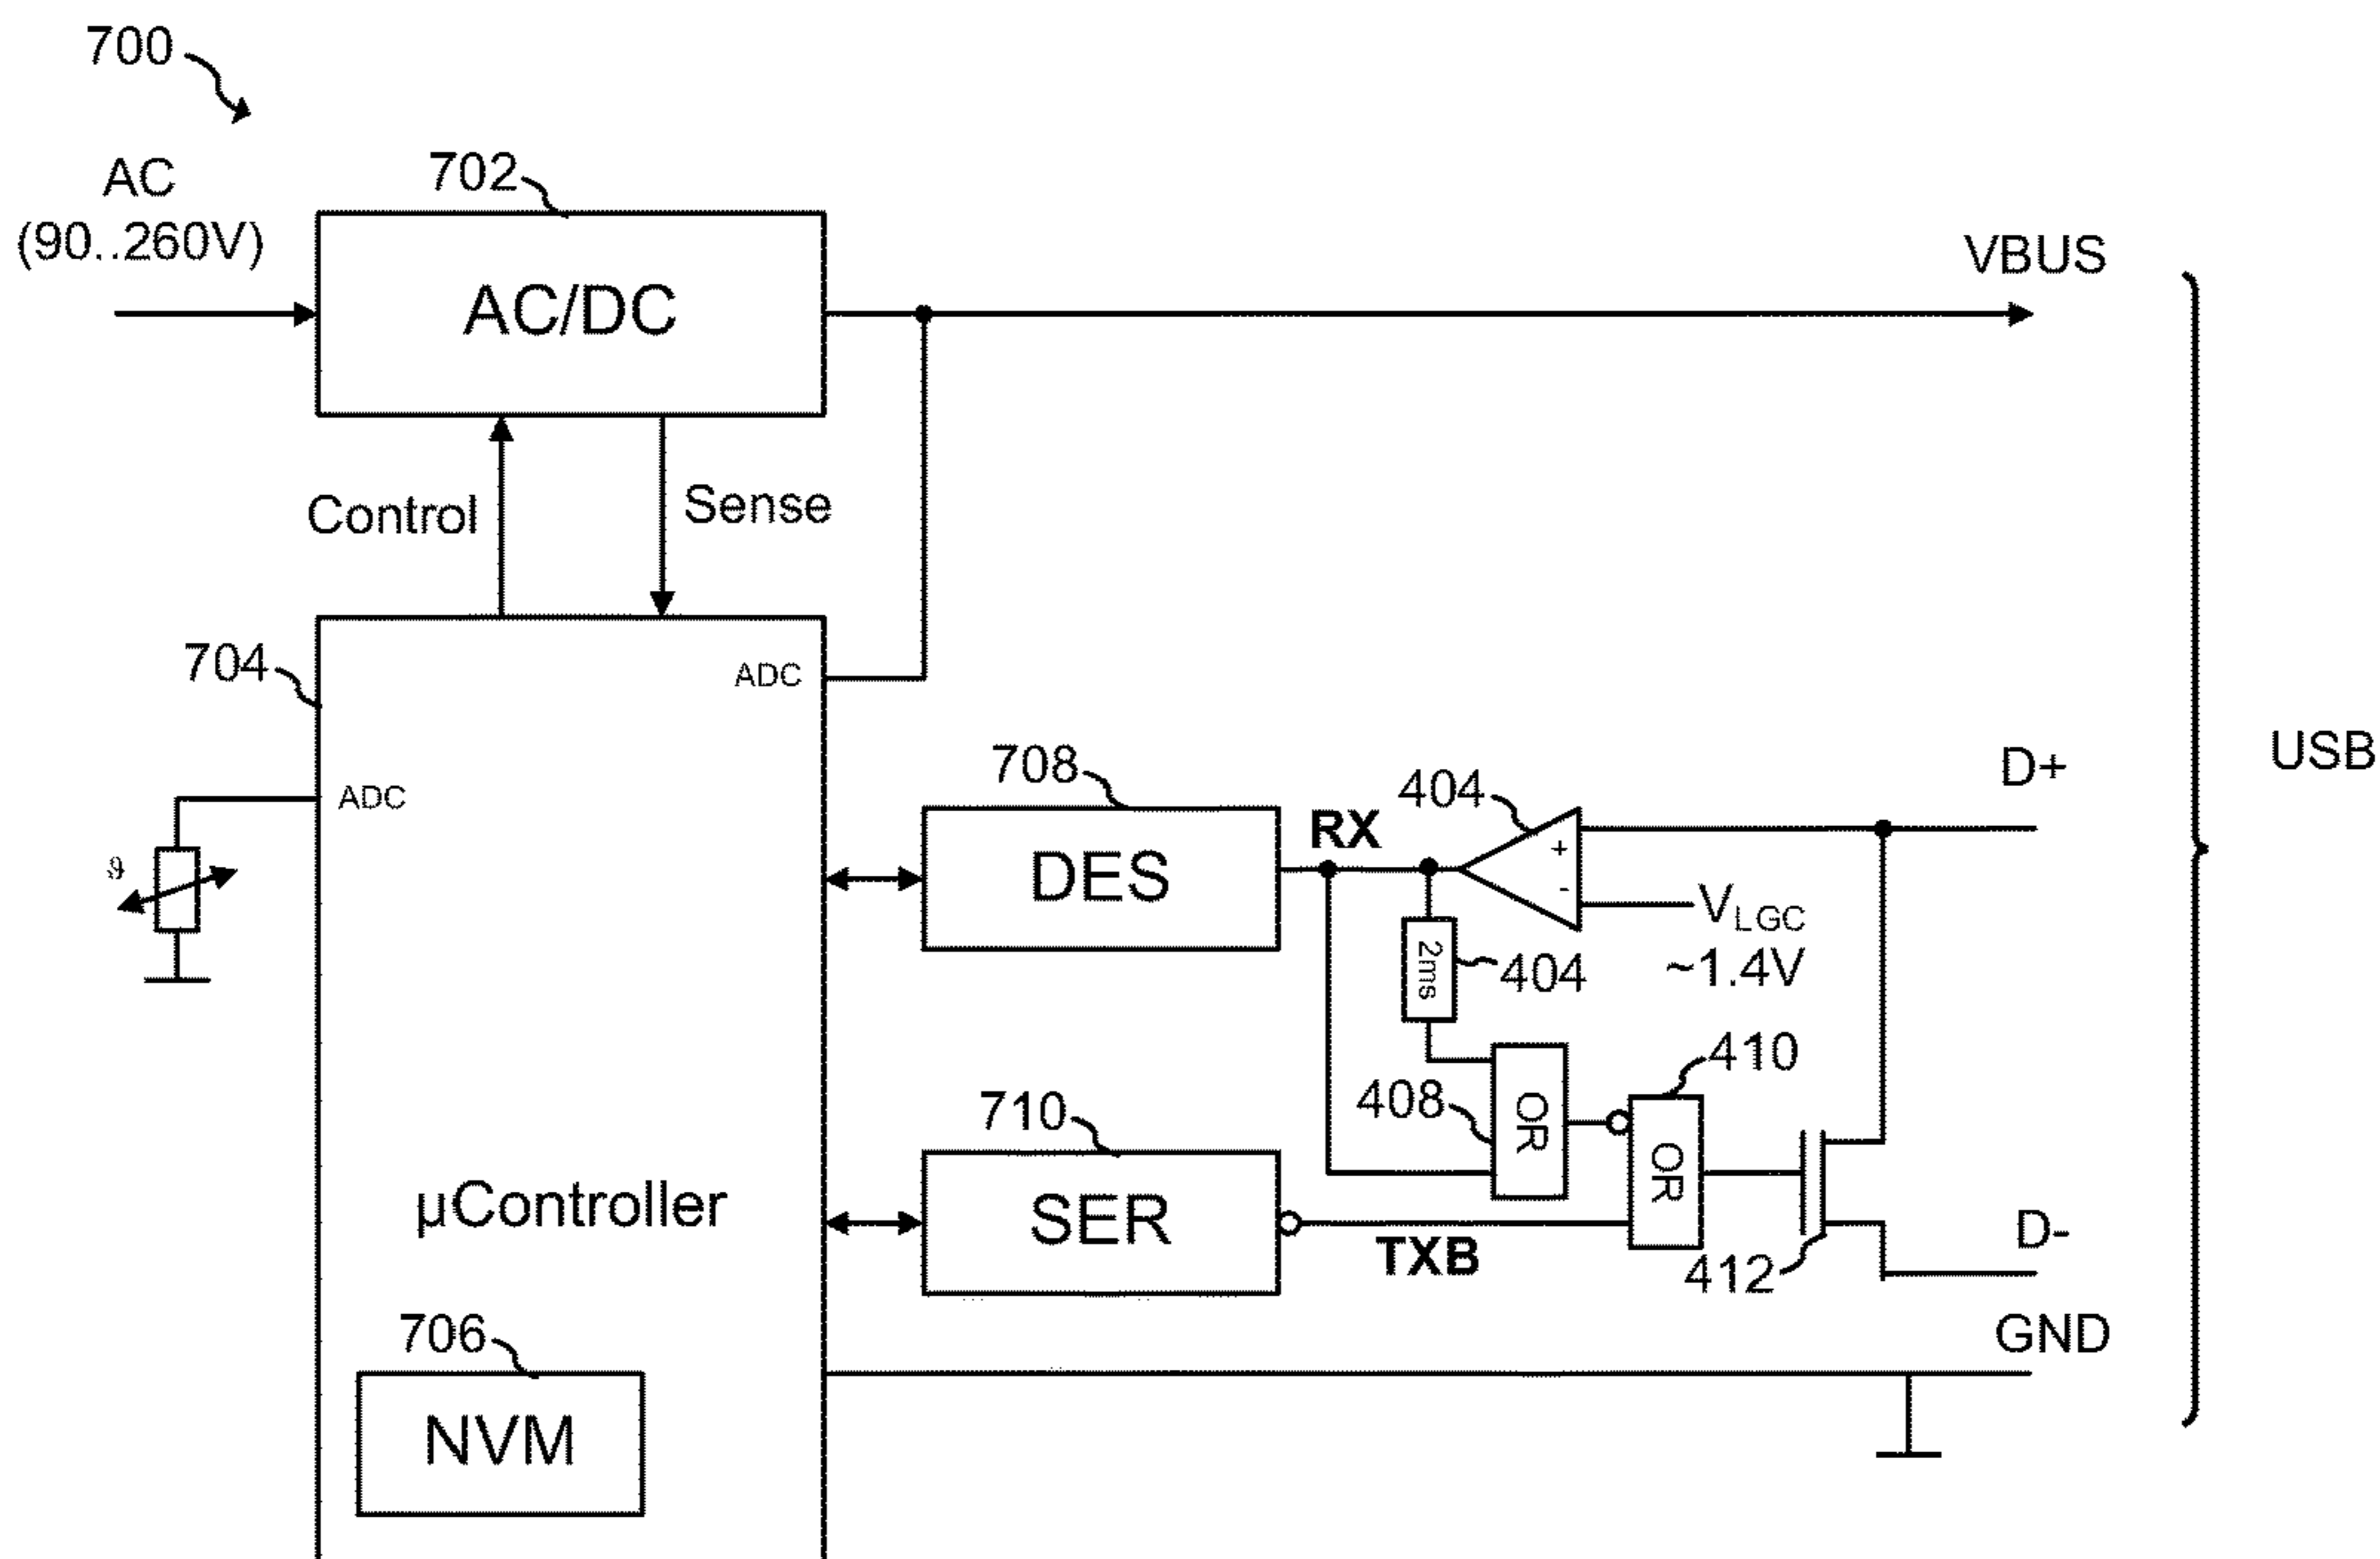 700
AC
(90..260V)
702
AC/DC
VBUS
Control
Sense
704
ADC
ADC
ϑ
708
DES
RX
404
+
-
D+
USB
VLGC
~1.4V
2ms
404
408
OR
410
OR
710
SER
TXB
412
D-
GND
µController
706
NVM